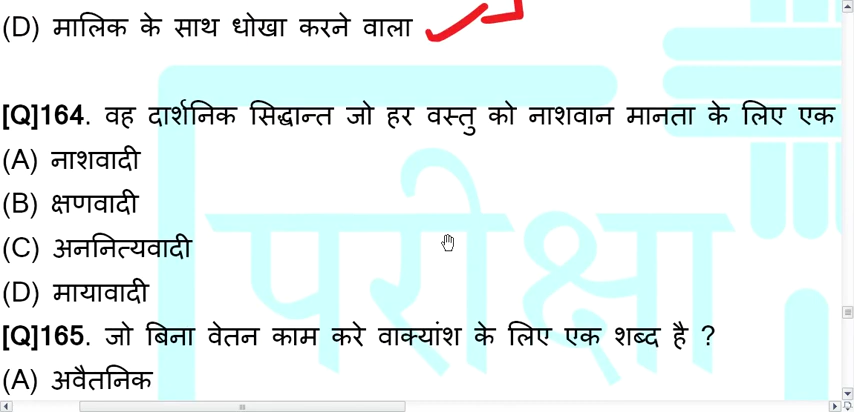 (D) मालिक के साथ धोखा करने वाला
[Q]164. वह दार्शनिक सिद्धान्त जो हर वस्तु को नाशवान मानता के लिए एक
(A) नाशवादी
(B) क्षणवादी
(C) अननित्यवादी
(D) मायावादी
[Q]165. जो बिना वेतन काम करे वाक्यांश के लिए एक शब्द है ?
(A) अवैतनिक
परीक्षा